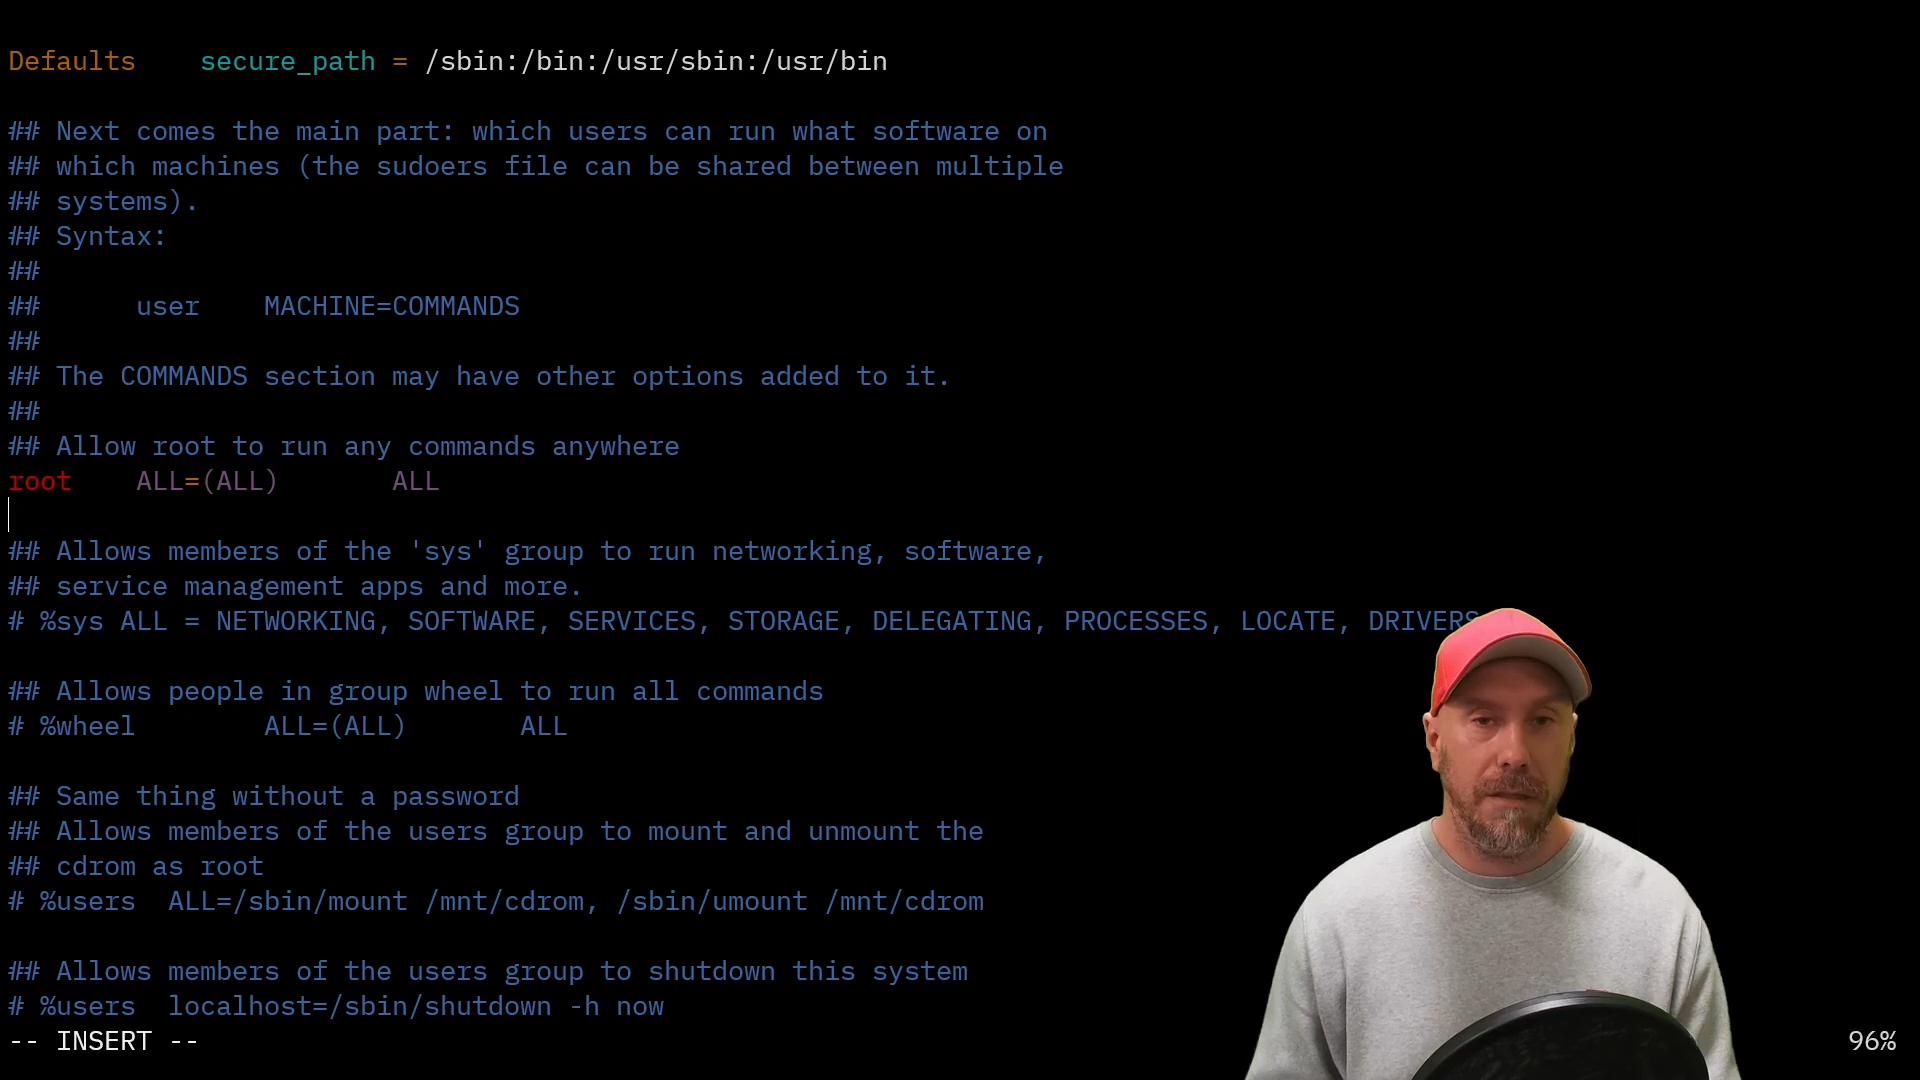 Defaults    secure_path = /sbin:/bin:/usr/sbin:/usr/bin
## Next comes the main part: which users can run what software on
## which machines (the sudoers file can be shared between multiple
## systems).
## Syntax:
##
##      user    MACHINE=COMMANDS
##
## The COMMANDS section may have other options added to it.
##
## Allow root to run any commands anywhere
root    ALL=(ALL)       ALL
## Allows members of the 'sys' group to run networking, software,
## service management apps and more.
# %sys ALL = NETWORKING, SOFTWARE, SERVICES, STORAGE, DELEGATING, PROCESSES, LOCATE, DRIVERS
## Allows people in group wheel to run all commands
# %wheel        ALL=(ALL)       ALL
## Same thing without a password
## Allows members of the users group to mount and unmount the
## cdrom as root
# %users  ALL=/sbin/mount /mnt/cdrom, /sbin/umount /mnt/cdrom
## Allows members of the users group to shutdown this system
# %users  localhost=/sbin/shutdown -h now
-- INSERT --
96%